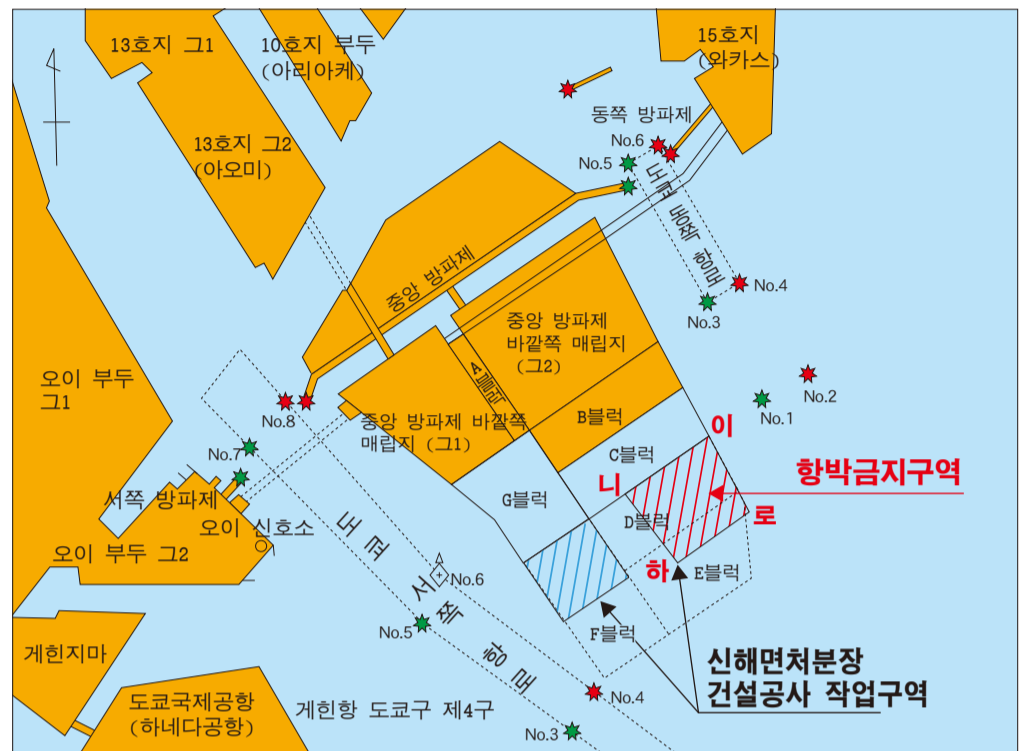 13호지 그1
10호지 부두
(아리아케)
15호지
(와카스)
동쪽 방파제
No.6
No.5
13호지 그2
(아오미)
도쿄 동쪽 항로
No.4
No.3
중앙 방파제
중앙 방파제
바깥쪽 매립지
(그2)
A블럭
No.2
No.1
오이 부두
그1
No.8
중앙 방파제 바깥쪽
매립지 (그1)
B블럭
이
C블럭
No.7
니
항박금지구역
서쪽 방파제
G블럭
D블럭
로
오이 신호소
오이 부두 그2
도쿄 서쪽 항로
No.6
하
E블럭
No.5
F블럭
게힌지마
신해면처분장
건설공사 작업구역
도쿄국제공항
(하네다공항)
게힌항 도쿄구 제4구
No.4
No.3